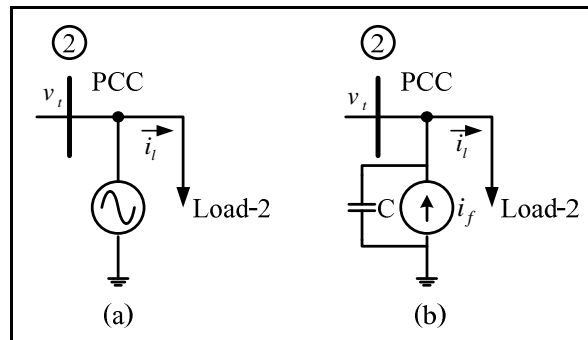 2
PCC
v_t
i_l
Load-2
(a)
2
PCC
v_t
i_l
C
i_f
Load-2
(b)